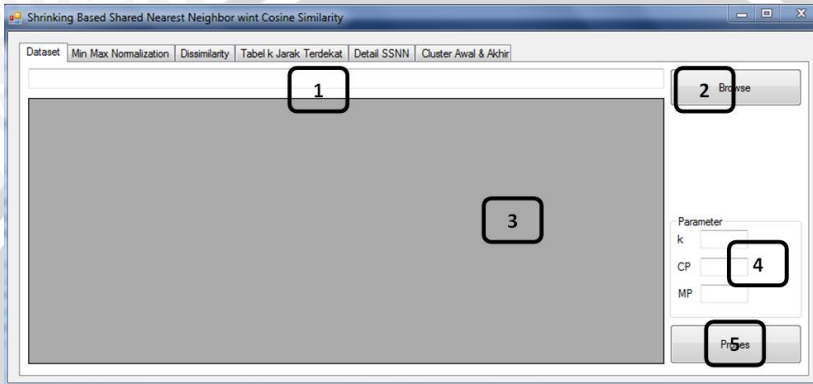 Shrinking Based Shared Nearest Neighbor wint Cosine Similarity
Dataset Min Max Normalization Dissimilarity Tabel k Jarak Terdekat Detail SSNN Cluster Awal & Akhir
1
2 Browse
3
Parameter
k
CP 4
MP
5 Proses